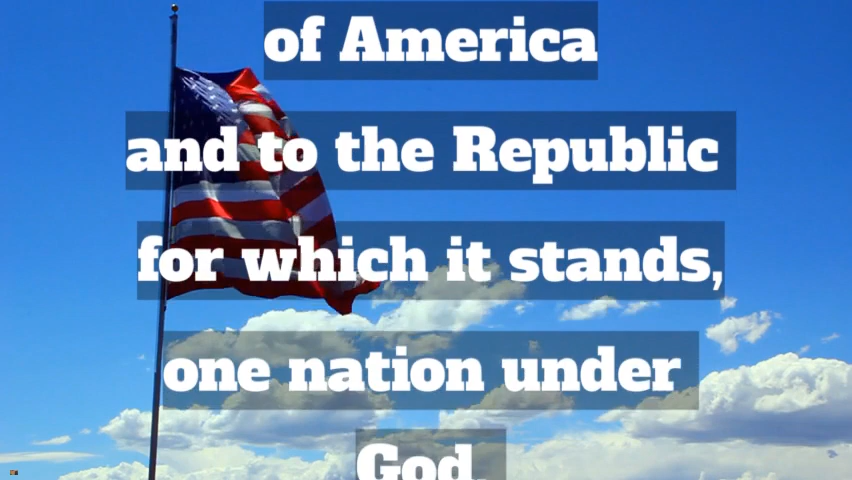 of America
and to the Republic
for which it stands,
one nation under
God,